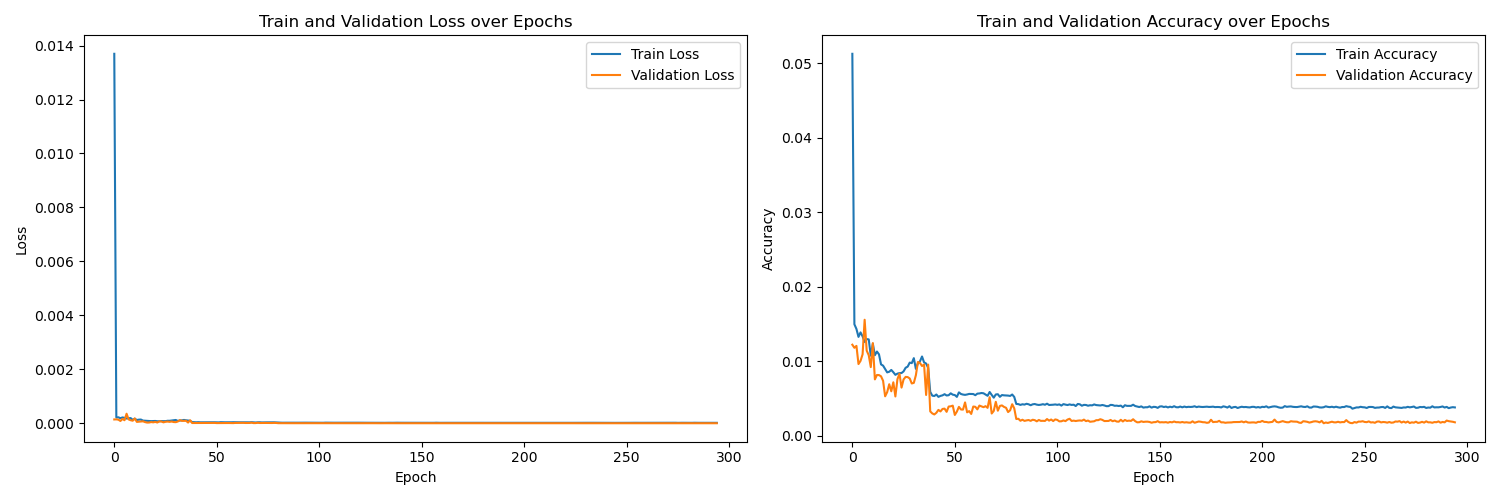 Train and Validation Loss over Epochs
0.014
0.012
0.010
0.008
0.006
0.004
0.002
0.000
Loss
Train Loss
Validation Loss
0
50
100
150
200
250
300
Epoch
Train and Validation Accuracy over Epochs
0.05
0.04
0.03
0.02
0.01
0.00
Accuracy
Train Accuracy
Validation Accuracy
0
50
100
150
200
250
300
Epoch